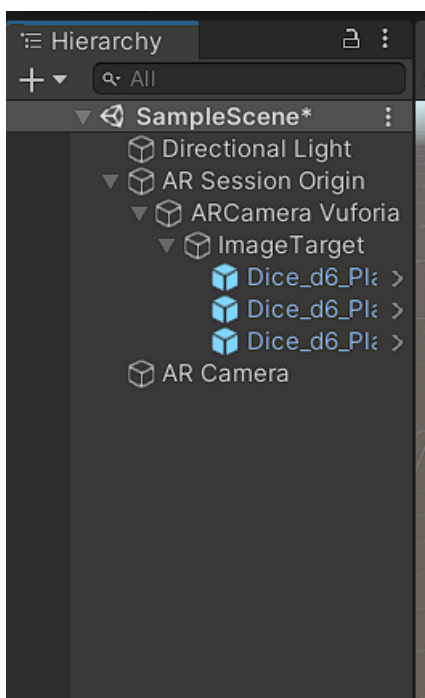 Hierarchy
All
SampleScene*
Directional Light
AR Session Origin
ARCamera Vuforia
ImageTarget
Dice_d6_Pla
Dice_d6_Pla
Dice_d6_Pla
AR Camera